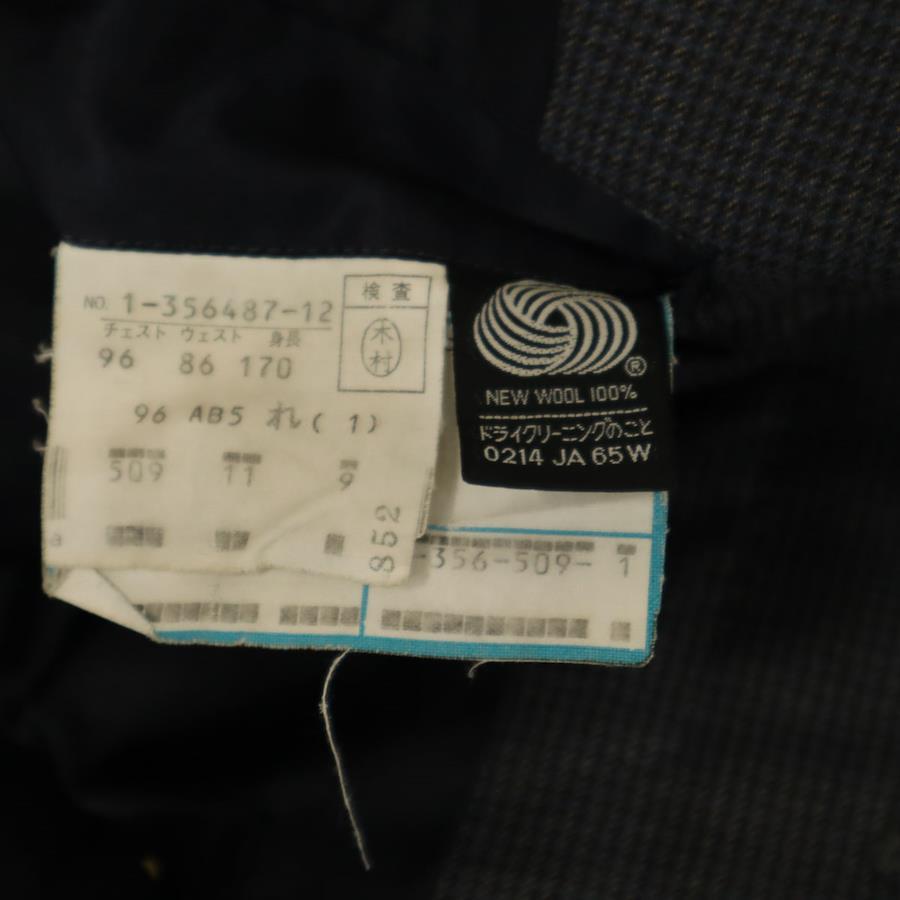 NO. 1-356487-12
チェスト ウェスト 身長
96 86 170
検査
木村
96 AB5 れ(1)
509 11 9
852
®
NEW WOOL 100%
ドライクリーニングのこと
0214 JA 65W
-356-509- 1